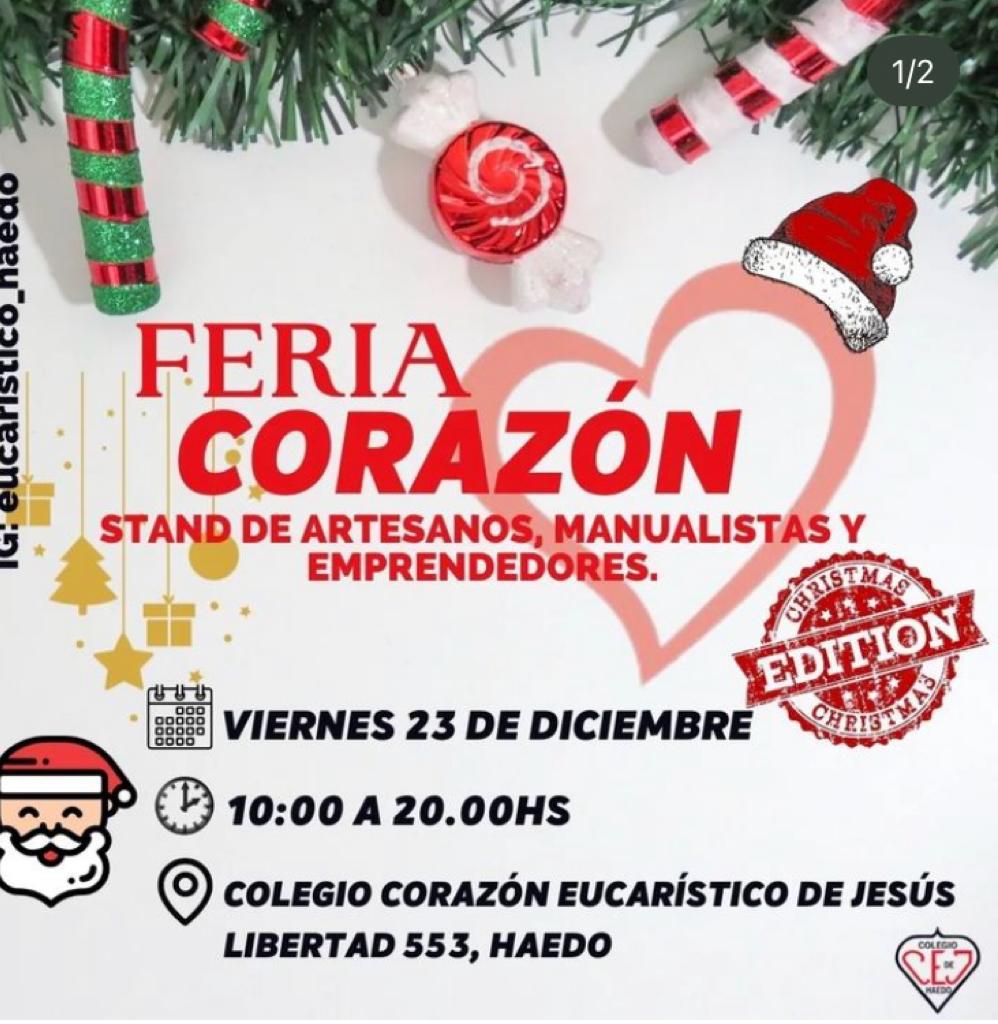 1/2
IG: eucaristico_haedo
FERIA
CORAZÓN
STAND DE ARTESANOS, MANUALISTAS Y
EMPRENDEDORES.
CHRISTMAS
EDITION
CHRISTMAS
VIERNES 23 DE DICIEMBRE
10:00 A 20.00HS
COLEGIO CORAZÓN EUCARÍSTICO DE JESÚS
LIBERTAD 553, HAEDO
COLEGIO
CEJ
DE
HAEDO